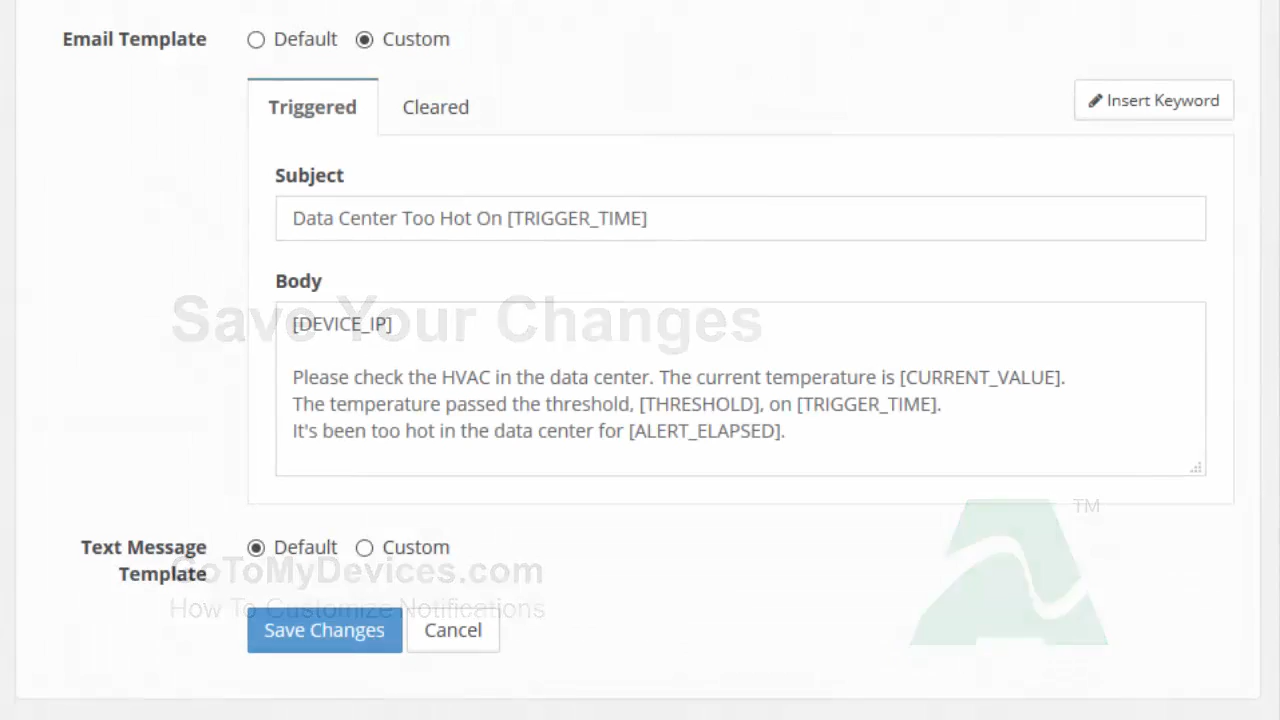 Email Template Default Custom
Triggered Cleared Insert Keyword
Subject
Data Center Too Hot On [TRIGGER_TIME]
Body
Save Your Changes
[DEVICE_IP]
Please check the HVAC in the data center. The current temperature is [CURRENT_VALUE].
The temperature passed the threshold, [THRESHOLD], on [TRIGGER_TIME].
It's been too hot in the data center for [ALERT_ELAPSED].
TM
Text Message Default Custom
Template
GoToMyDevices.com
How To Customize Notifications
Save Changes Cancel